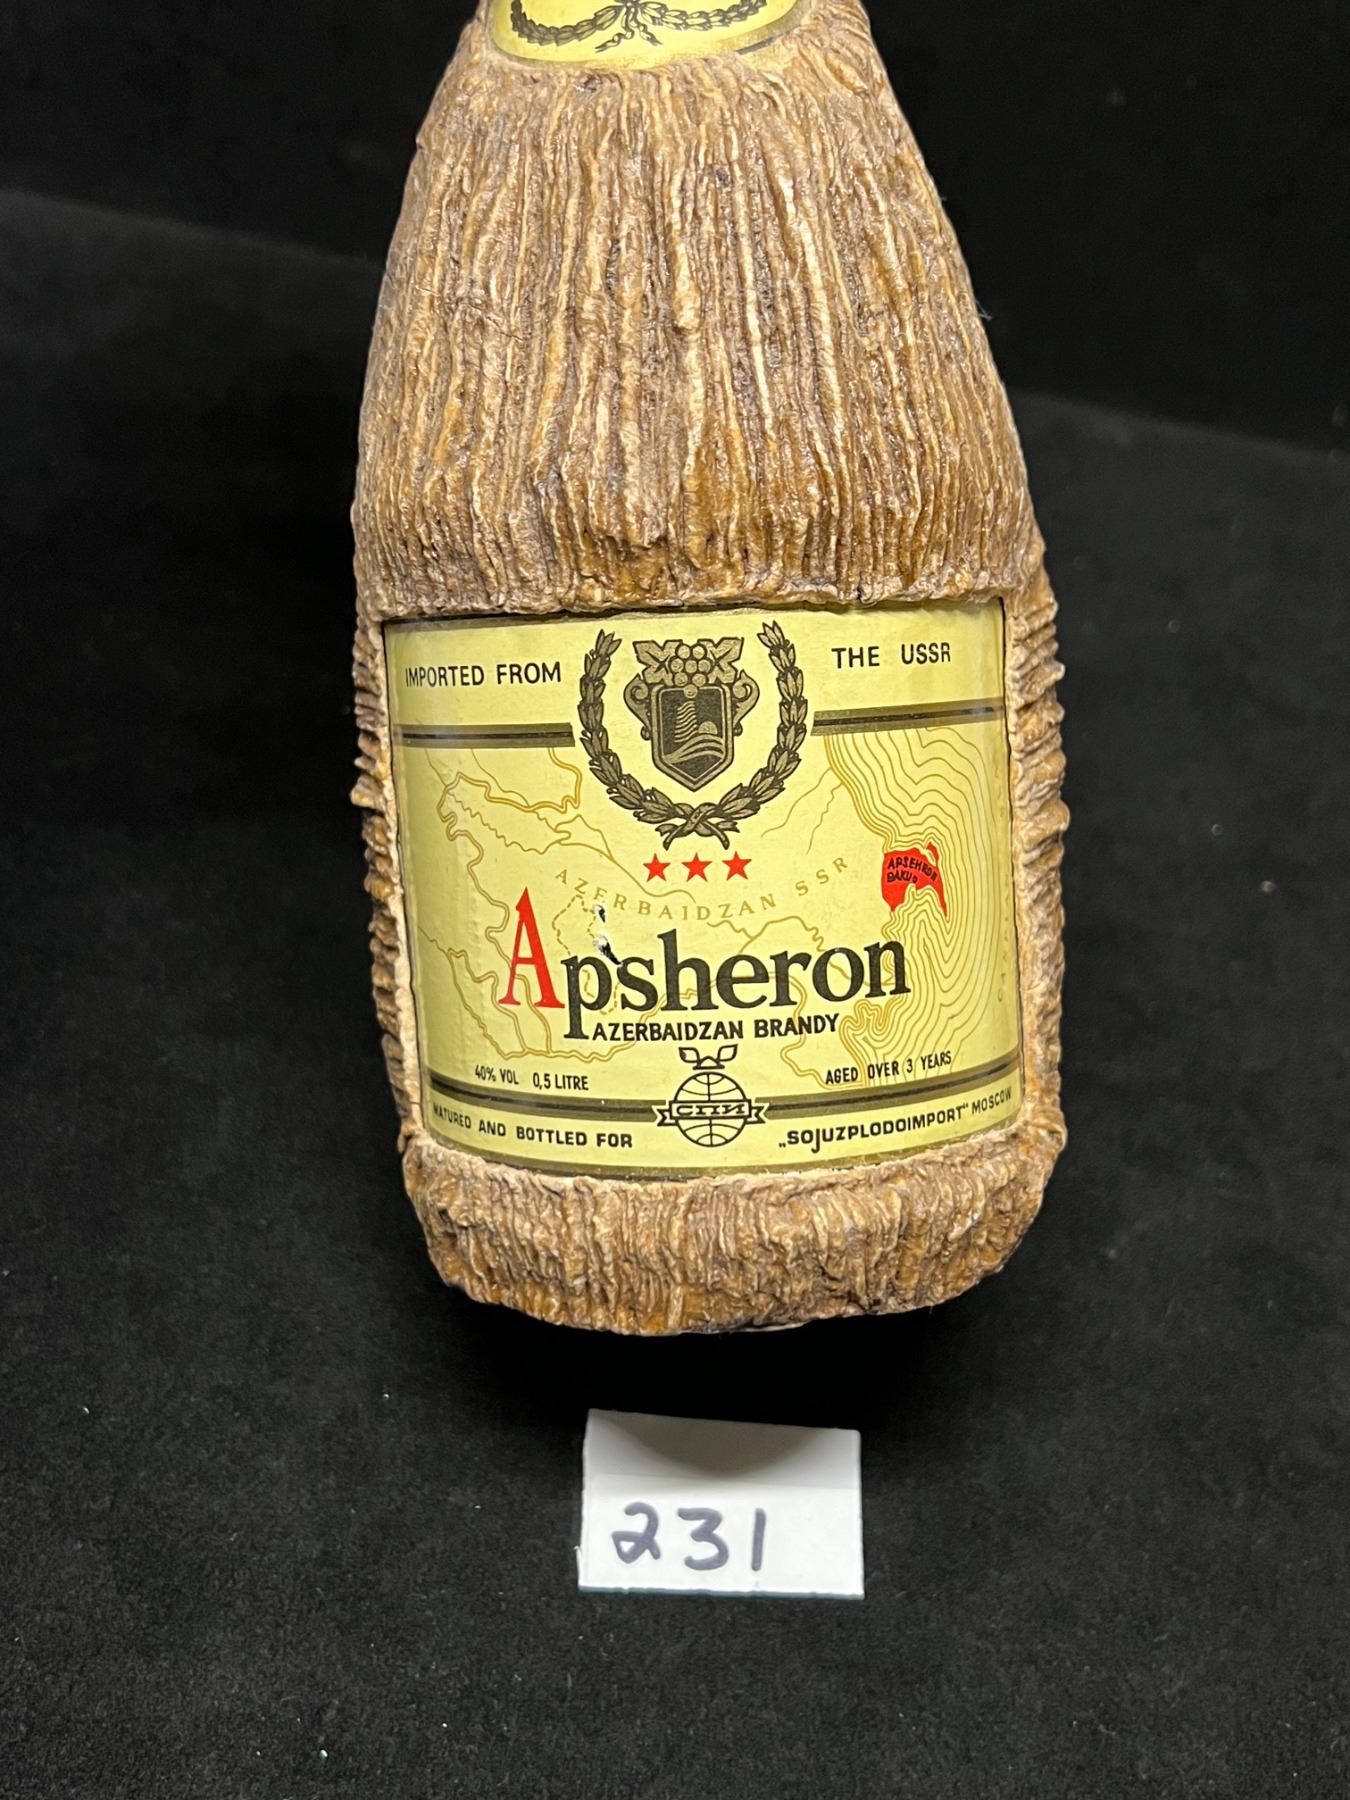 IMPORTED FROM THE USSR
AZERBAIDZAN SSR
APSEHRON
BAKU
Apsheron
AZERBAIDZAN BRANDY
40% VOL 0,5 LITRE
AGED OVER 3 YEARS
СПИ
MATURED AND BOTTLED FOR „SOJUZPLODOIMPORT" MOSCOW
231